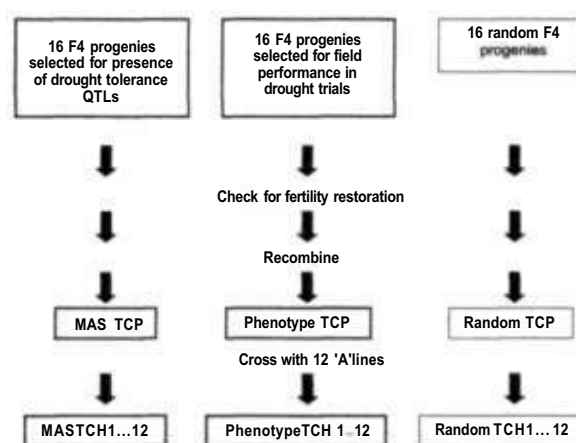 16 F4 progenies
selected for presence
of drought tolerance
QTLs
16 F4 progenies
selected for field
performance in
drought trials
16 random F4
progenies
Check for fertility restoration
Recombine
MAS TCP
Phenotype TCP
Random TCP
Cross with 12 'A'lines
MASTCH1...12
PhenotypeTCH 1...12
Random TCH1...12